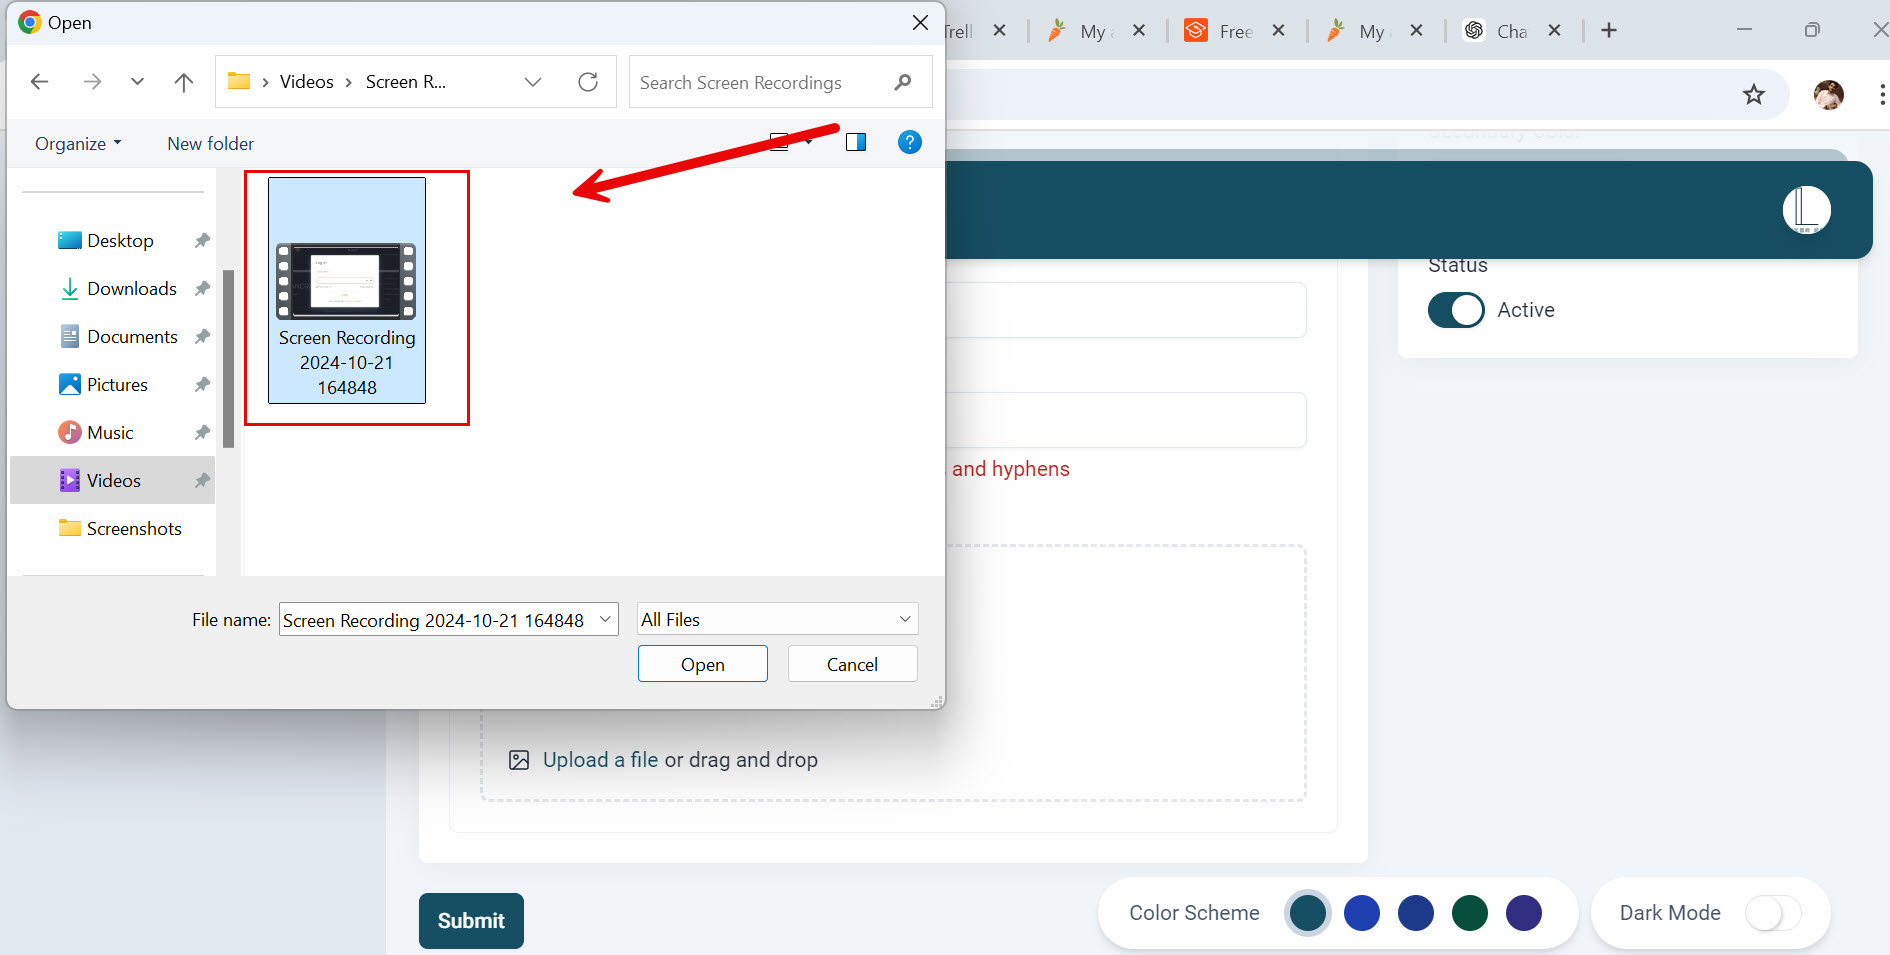 Open
Trell
My
Free
My
Cha
Videos
Screen R...
Search Screen Recordings
Organize
New folder
Desktop
Downloads
Documents
Pictures
Music
Videos
Screenshots
Screen Recording
2024-10-21
164848
File name:
Screen Recording 2024-10-21 164848
All Files
Open
Cancel
Secondary Color
Status
Active
and hyphens
Upload a file or drag and drop
Submit
Color Scheme
Dark Mode